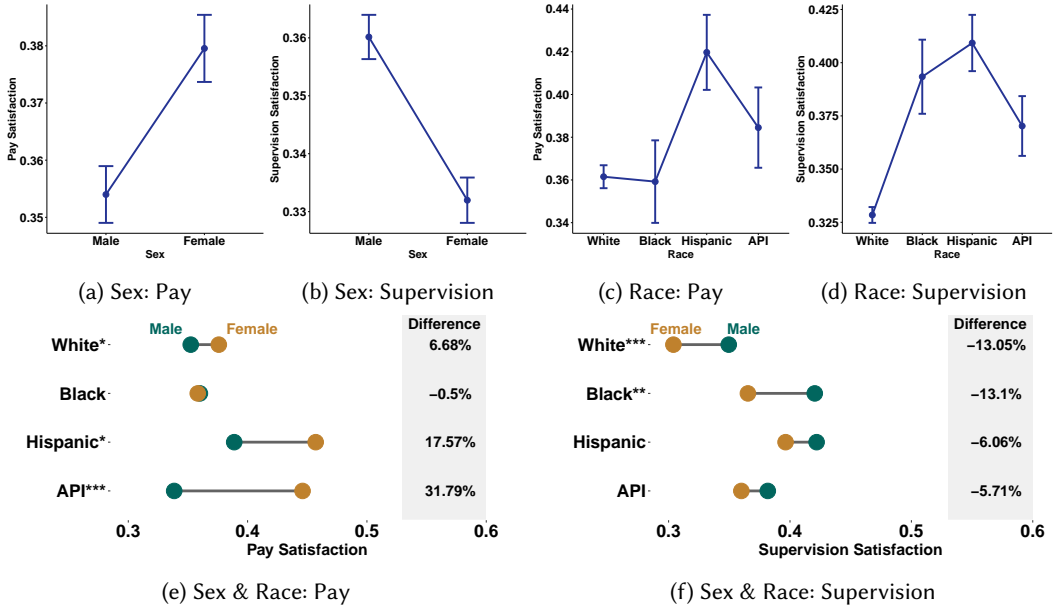 Pay Satisfaction
0.38
0.37
0.36
0.35
Male Female
Sex
(a) Sex: Pay
Supervision Satisfaction
0.36
0.35
0.34
0.33
Male Female
Sex
(b) Sex: Supervision
Pay Satisfaction
0.44
0.42
0.40
0.38
0.36
0.34
White Black Hispanic API
Race
(c) Race: Pay
Supervision Satisfaction
0.425
0.400
0.375
0.350
0.325
White Black Hispanic API
Race
(d) Race: Supervision
Male Female Difference
White* 6.68%
Black −0.5%
Hispanic* 17.57%
API*** 31.79%
0.3 0.4 0.5 0.6
Pay Satisfaction
(e) Sex & Race: Pay
Female Male Difference
White*** −13.05%
Black** −13.1%
Hispanic −6.06%
API −5.71%
0.3 0.4 0.5 0.6
Supervision Satisfaction
(f) Sex & Race: Supervision